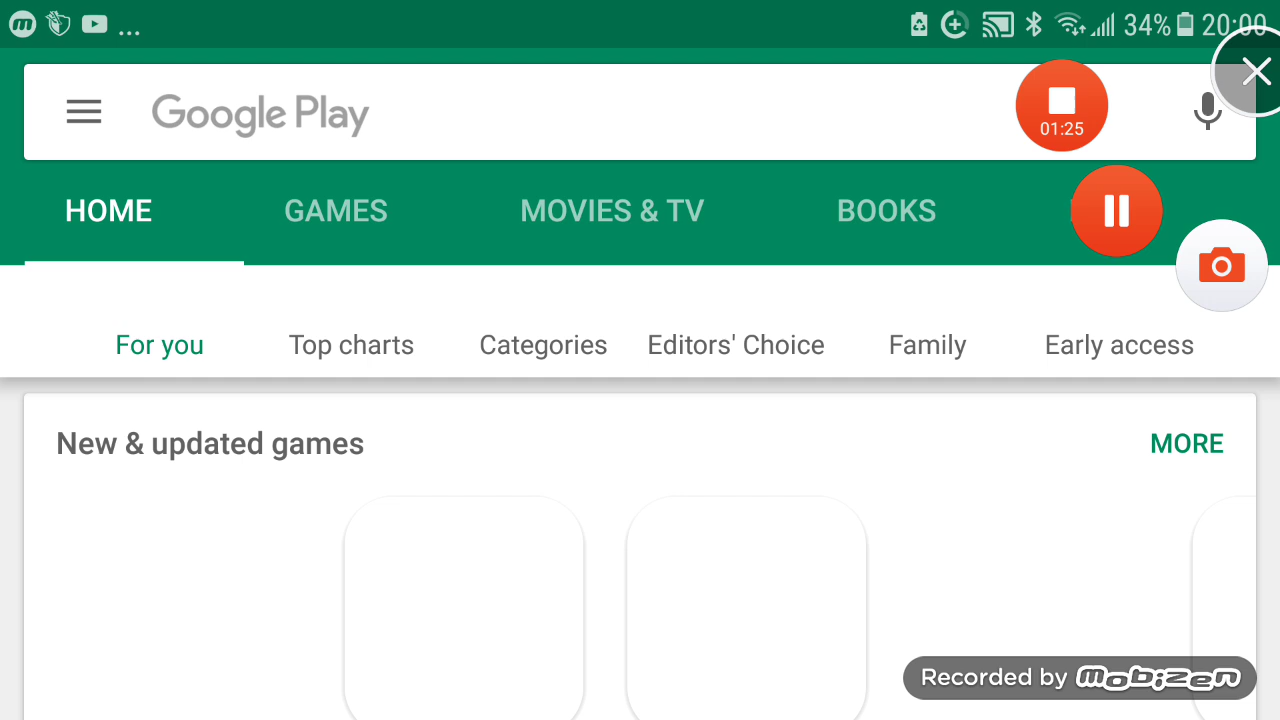 ... 34% 20:00
Google Play
01:25
HOME GAMES MOVIES & TV BOOKS
For you Top charts Categories Editors' Choice Family Early access
New & updated games MORE
Recorded by mobizen